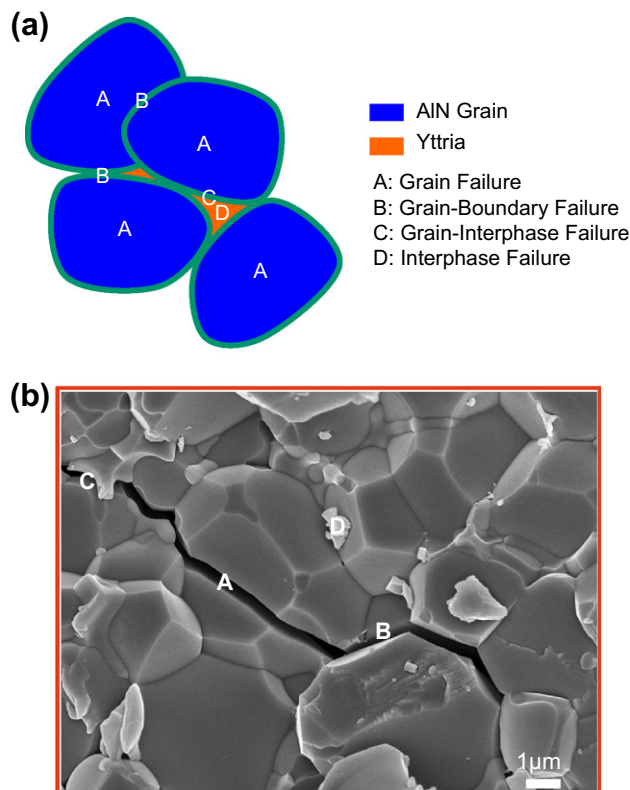 (a)
A
B
A
B
C
D
A
A
AlN Grain
Yttria
A: Grain Failure
B: Grain-Boundary Failure
C: Grain-Interphase Failure
D: Interphase Failure
(b)
C
D
A
B
1μm